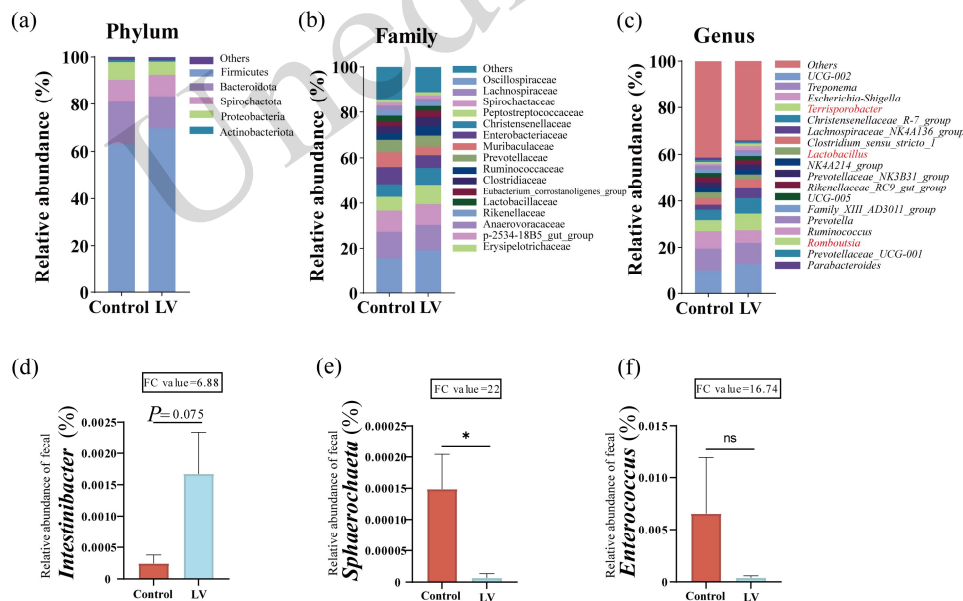 (a)
Phylum
Relative abundance (%)
100
80
60
40
20
0
Control LV
Others
Firmicutes
Bacteroidota
Spirochaetota
Proteobacteria
Actinobacteriota
(b)
Family
Relative abundance (%)
100
80
60
40
20
0
Control LV
Others
Oscillospiraceae
Lachnospiraceae
Spirochaetaceae
Peptostreptococcaceae
Christensenellaceae
Enterobacteriaceae
Muribaculaceae
Prevotellaceae
Ruminococcaceae
Clostridiaceae
Eubacterium_corrostanoligenes_group
Lactobacillaceae
Rikenellaceae
Anaerovoracaceae
p-2534-18B5_gut_group
Erysipelotrichaceae
(c)
Genus
Relative abundance (%)
100
80
60
40
20
0
Control LV
Others
UCG-002
Treponema
Escherichia-Shigella
Terrisporobacter
Christensenellaceae_R-7_group
Lachnospiraceae_NK4A136_group
Clostridium_sensu_stricto_1
Lactobacillus
NK4A214_group
Prevotellaceae_NK3B31_group
Rikenellaceae_RC9_gut_group
UCG-005
Family_XIII_AD3011_group
Prevotella
Ruminococcus
Romboutsia
Prevotellaceae_UCG-001
Parabacteroides
(d)
FC value=6.88
P=0.075
Relative abundance of fecal
Intestinibacter (%)
0.0025
0.0020
0.0015
0.0010
0.0005
0
Control LV
(e)
FC value=22
*
Relative abundance of fecal
Sphaerochaeta (%)
0.00025
0.00020
0.00015
0.00010
0.00005
0
Control LV
(f)
FC value=16.74
ns
Relative abundance of fecal
Enterococcus (%)
0.015
0.010
0.005
0
Control LV